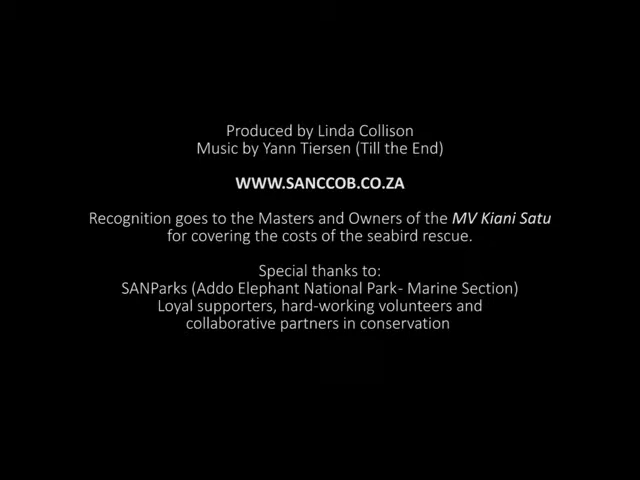 Produced by Linda Collison
Music by Yann Tiersen (Till the End)
WWW.SANCCOB.CO.ZA
Recognition goes to the Masters and Owners of the MV Kiani Satu
for covering the costs of the seabird rescue.
Special thanks to:
SANParks (Addo Elephant National Park- Marine Section)
Loyal supporters, hard-working volunteers and
collaborative partners in conservation